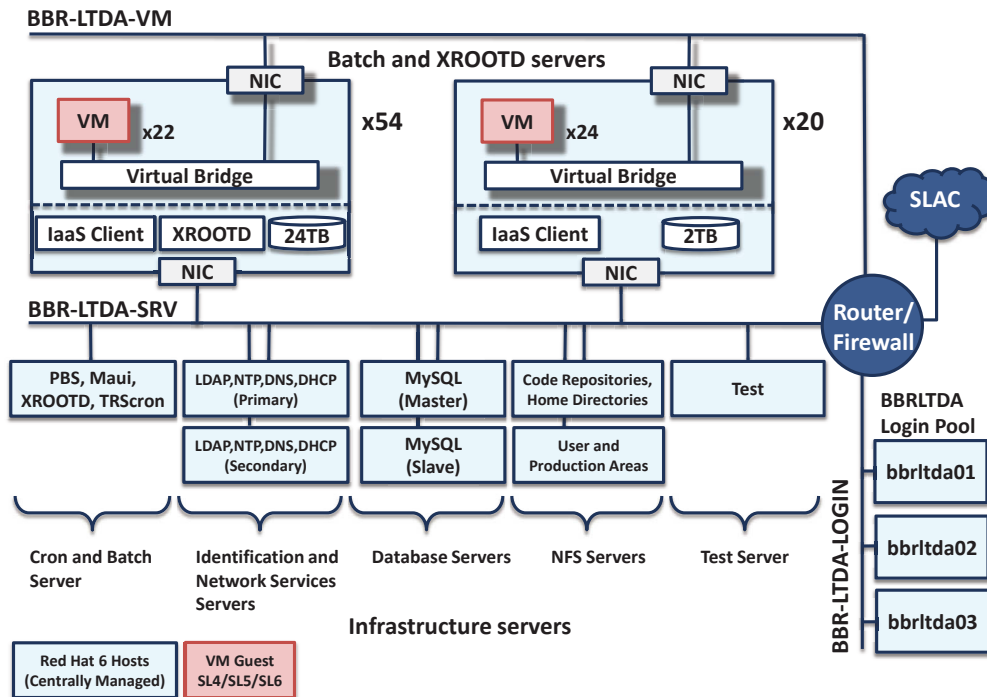 BBR-LTDA-VM
Batch and XROOTD servers
NIC
VM
x22
Virtual Bridge
IaaS Client
XROOTD
24TB
NIC
x54
NIC
VM
x24
Virtual Bridge
IaaS Client
2TB
NIC
x20
SLAC
BBR-LTDA-SRV
Router/
Firewall
PBS, Maui,
XROOTD, TRScron
LDAP,NTP,DNS,DHCP
(Primary)
MySQL
(Master)
Code Repositories,
Home Directories
Test
LDAP,NTP,DNS,DHCP
(Secondary)
MySQL
(Slave)
User and
Production Areas
BBRLTDA
Login Pool
bbrltda01
bbrltda02
bbrltda03
BBR-LTDA-LOGIN
Cron and Batch
Server
Identification and
Network Services
Servers
Database Servers
NFS Servers
Test Server
Infrastructure servers
Red Hat 6 Hosts
(Centrally Managed)
VM Guest
SL4/SL5/SL6